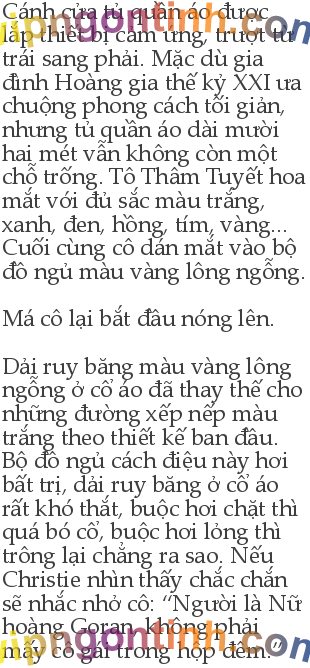 Cánh cửa tủ quần áo được
lắp thiết bị cảm ứng, trượt từ
trái sang phải. Mặc dù gia
đình Hoàng gia thế kỷ XXI ưa
chuộng phong cách tối giản,
nhưng tủ quần áo dài mười
hai mét vẫn không còn một
chỗ trống. Tô Thâm Tuyết hoa
mắt với đủ sắc màu trắng,
xanh, đen, hồng, tím, vàng...
Cuối cùng cô dán mắt vào bộ
đồ ngủ màu vàng lông ngỗng.
Má cô lại bắt đầu nóng lên.
Dải ruy băng màu vàng lông
ngỗng ở cổ áo đã thay thế cho
những đường xếp nếp màu
trắng theo thiết kế ban đầu.
Bộ đồ ngủ cách điệu này hơi
bất trị, dải ruy băng ở cổ áo
rất khó thắt, buộc hơi chặt thì
quá bó cổ, buộc hơi lỏng thì
trông lại chẳng ra sao. Nếu
Christie nhìn thấy chắc chắn
sẽ nhắc nhở cô: “Người là Nữ
hoàng Goran, không phải
mấy cô gái trong hộp đêm.”